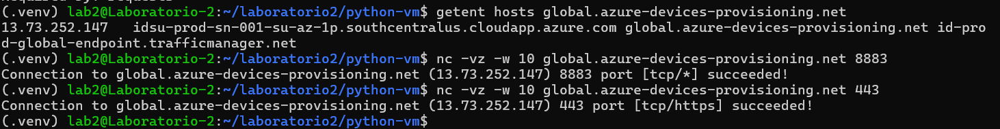 (.venv) lab2@Laboratorio-2:~/laboratorio2/python-vm$ getent hosts global.azure-devices-provisioning.net
13.73.252.147   idsu-prod-sn-001-su-az-1p.southcentralus.cloudapp.azure.com global.azure-devices-provisioning.net id-pro
d-global-endpoint.trafficmanager.net
(.venv) lab2@Laboratorio-2:~/laboratorio2/python-vm$ nc -vz -w 10 global.azure-devices-provisioning.net 8883
Connection to global.azure-devices-provisioning.net (13.73.252.147) 8883 port [tcp/*] succeeded!
(.venv) lab2@Laboratorio-2:~/laboratorio2/python-vm$ nc -vz -w 10 global.azure-devices-provisioning.net 443
Connection to global.azure-devices-provisioning.net (13.73.252.147) 443 port [tcp/https] succeeded!
(.venv) lab2@Laboratorio-2:~/laboratorio2/python-vm$